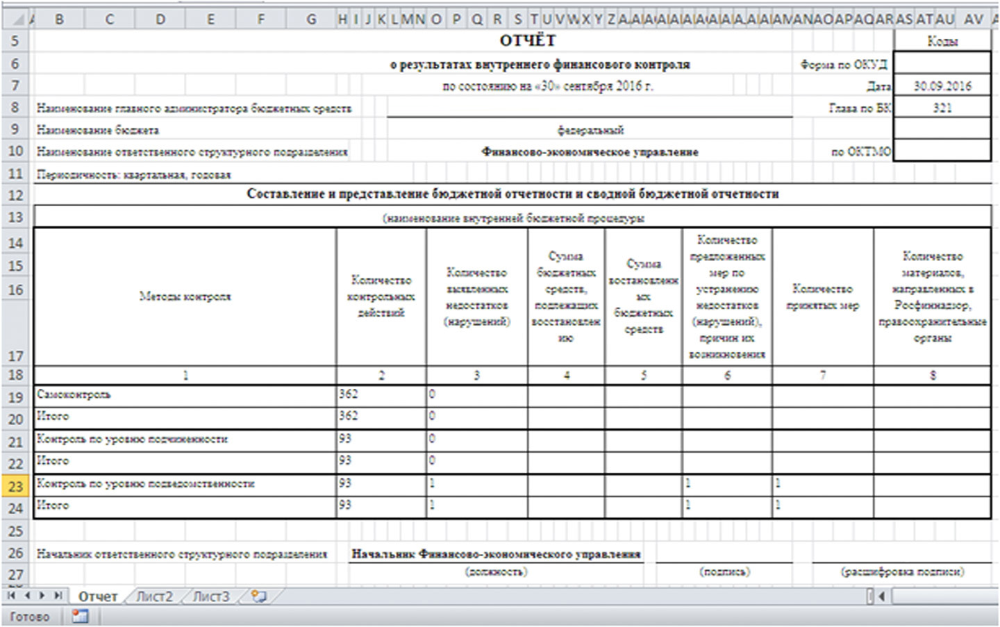 A B C D E F G H I J K L M N O P Q R S T U V W X Y Z AM AN AO AP AQ AR AS AT AU AV
5 ОТЧЁТ Коды
6 о результатах внутреннего финансового контроля Форма по ОКУД
7 по состоянию на «30» сентября 2016 г. Дата 30.09.2016
8 Наименование главного администратора бюджетных средств Глава по БК 321
9 Наименование бюджета федеральный
10 Наименование ответственного структурного подразделения Финансово-экономическое управление по ОКТМО
11 Периодичность: квартальная, годовая
12 Составление и представление бюджетной отчетности и сводной бюджетной отчетности
13 (наименование внутренней бюджетной процедуры
14
15
16
17
Методы контроля
Количество
контрольных
действий
Количество
выявленных
недостатков
(нарушений)
Сумма
бюджетных
средств,
подлежащих
восстановлен
ию
Сумма
востановленн
ых
бюджетных
средств
Количество
предложенных
мер по
устранению
недостатков
(нарушений),
причин их
возникновения
Количество
принятых мер
Количество
материалов,
направленных в
Росфиннадзор,
правоохранительные
органы
18 1 2 3 4 5 6 7 8
19 Самоконтроль 362 0
20 Итого 362 0
21 Контроль по уровню подчиненности 93 0
22 Итого 93 0
23 Контроль по уровню подведомственности 93 1 1 1
24 Итого 93 1 1 1
25
26 Начальник ответственного структурного подразделения Начальник Финансово-экономического управления
27 (должность) (подпись) (расшифровка подписи)
Отчет Лист2 Лист3
Готово